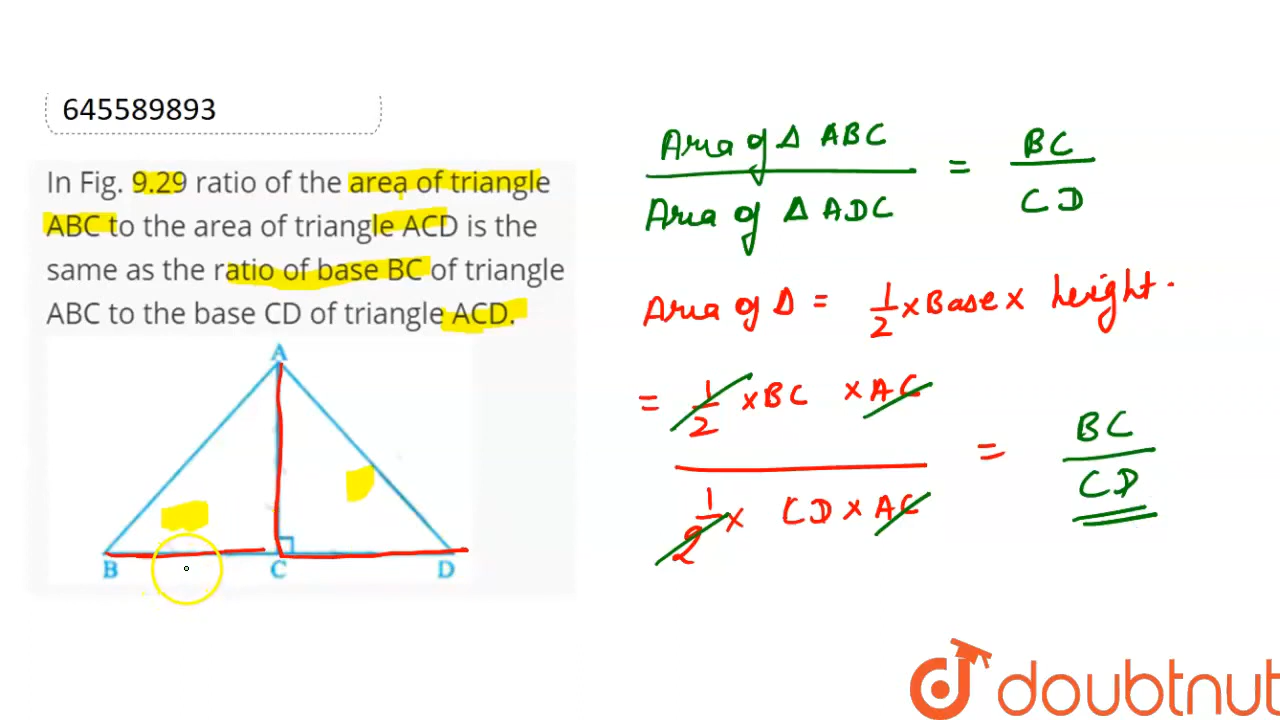 645589893
In Fig. 9.29 ratio of the area of triangle
ABC to the area of triangle ACD is the
same as the ratio of base BC of triangle
ABC to the base CD of triangle ACD.
A
B C D
Area of Δ ABC / Area of Δ ADC = BC / CD
Area of Δ = 1/2 × Base × height.
= 1/2 × BC × AC / 1/2 × CD × AC = BC / CD
doubtnut